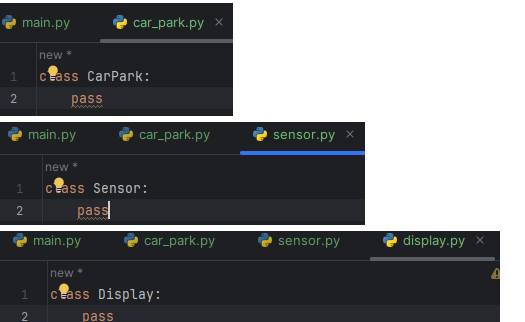 main.py car_park.py
new *
1 class CarPark:
2 pass
main.py car_park.py sensor.py
new *
1 class Sensor:
2 pass
main.py car_park.py sensor.py display.py
new *
1 class Display:
2 pass